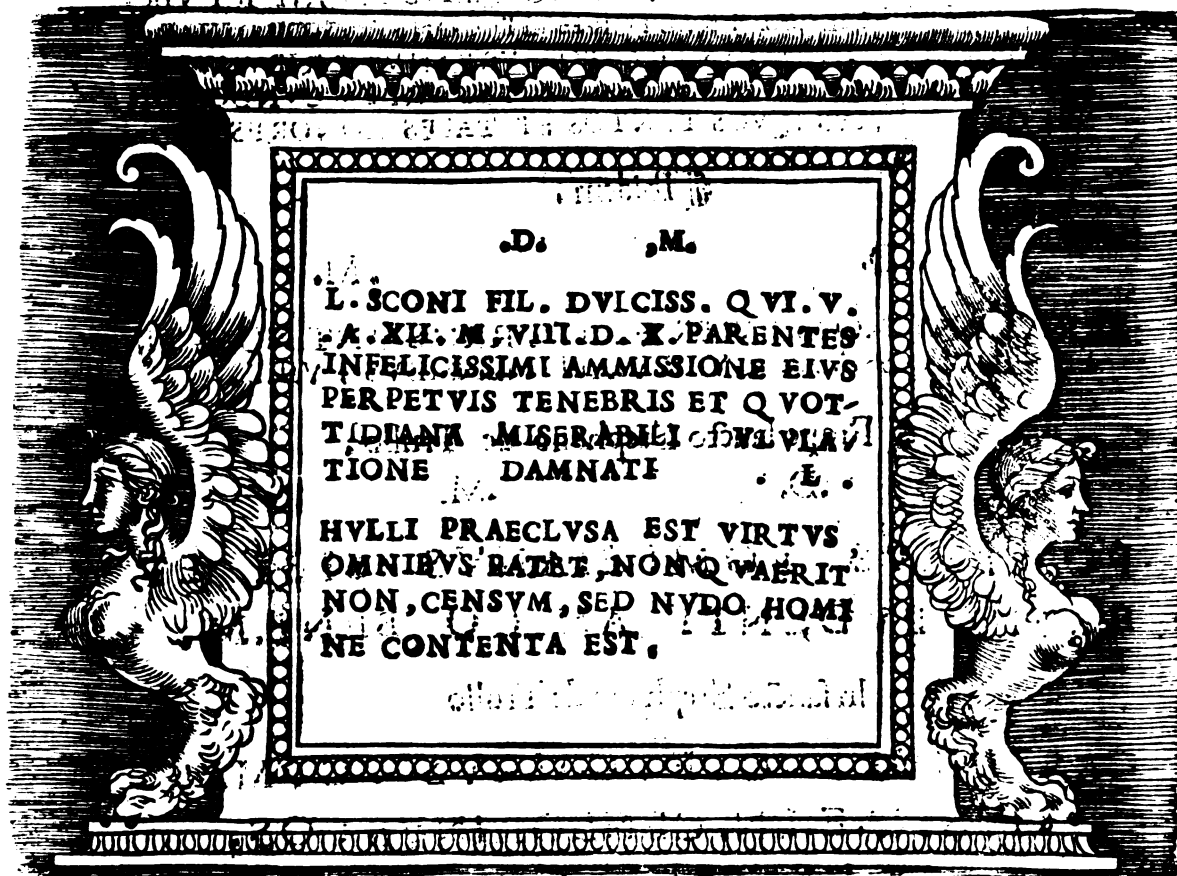 .D. .M.
L. SCONI FIL. DVLCISS. QVI. V.
A. XII. M. VIII. D. X. PARENTES
INFELICISSIMI AMMISSIONE EIVS
PERPETVIS TENEBRIS ET QVOT-
TIDIANA MISERABILI
TIONE DAMNATI . L .
HVLLI PRAECLVSA EST VIRTVS
OMNIBVS PATET, NON QVAERIT
NON, CENSVM, SED NVDO HOMI
NE CONTENTA EST.